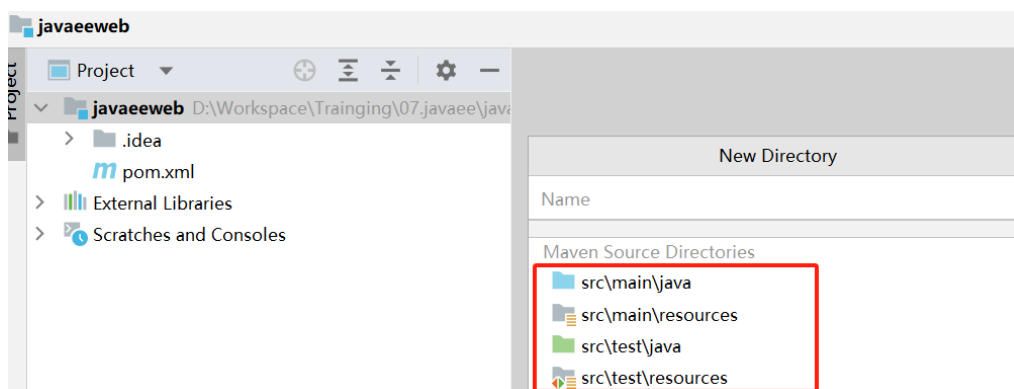 javaeeweb
Project
Project
javaeeweb D:\Workspace\Trainging\07.javaee\java
.idea
pom.xml
External Libraries
Scratches and Consoles
New Directory
Name
Maven Source Directories
src\main\java
src\main\resources
src\test\java
src\test\resources